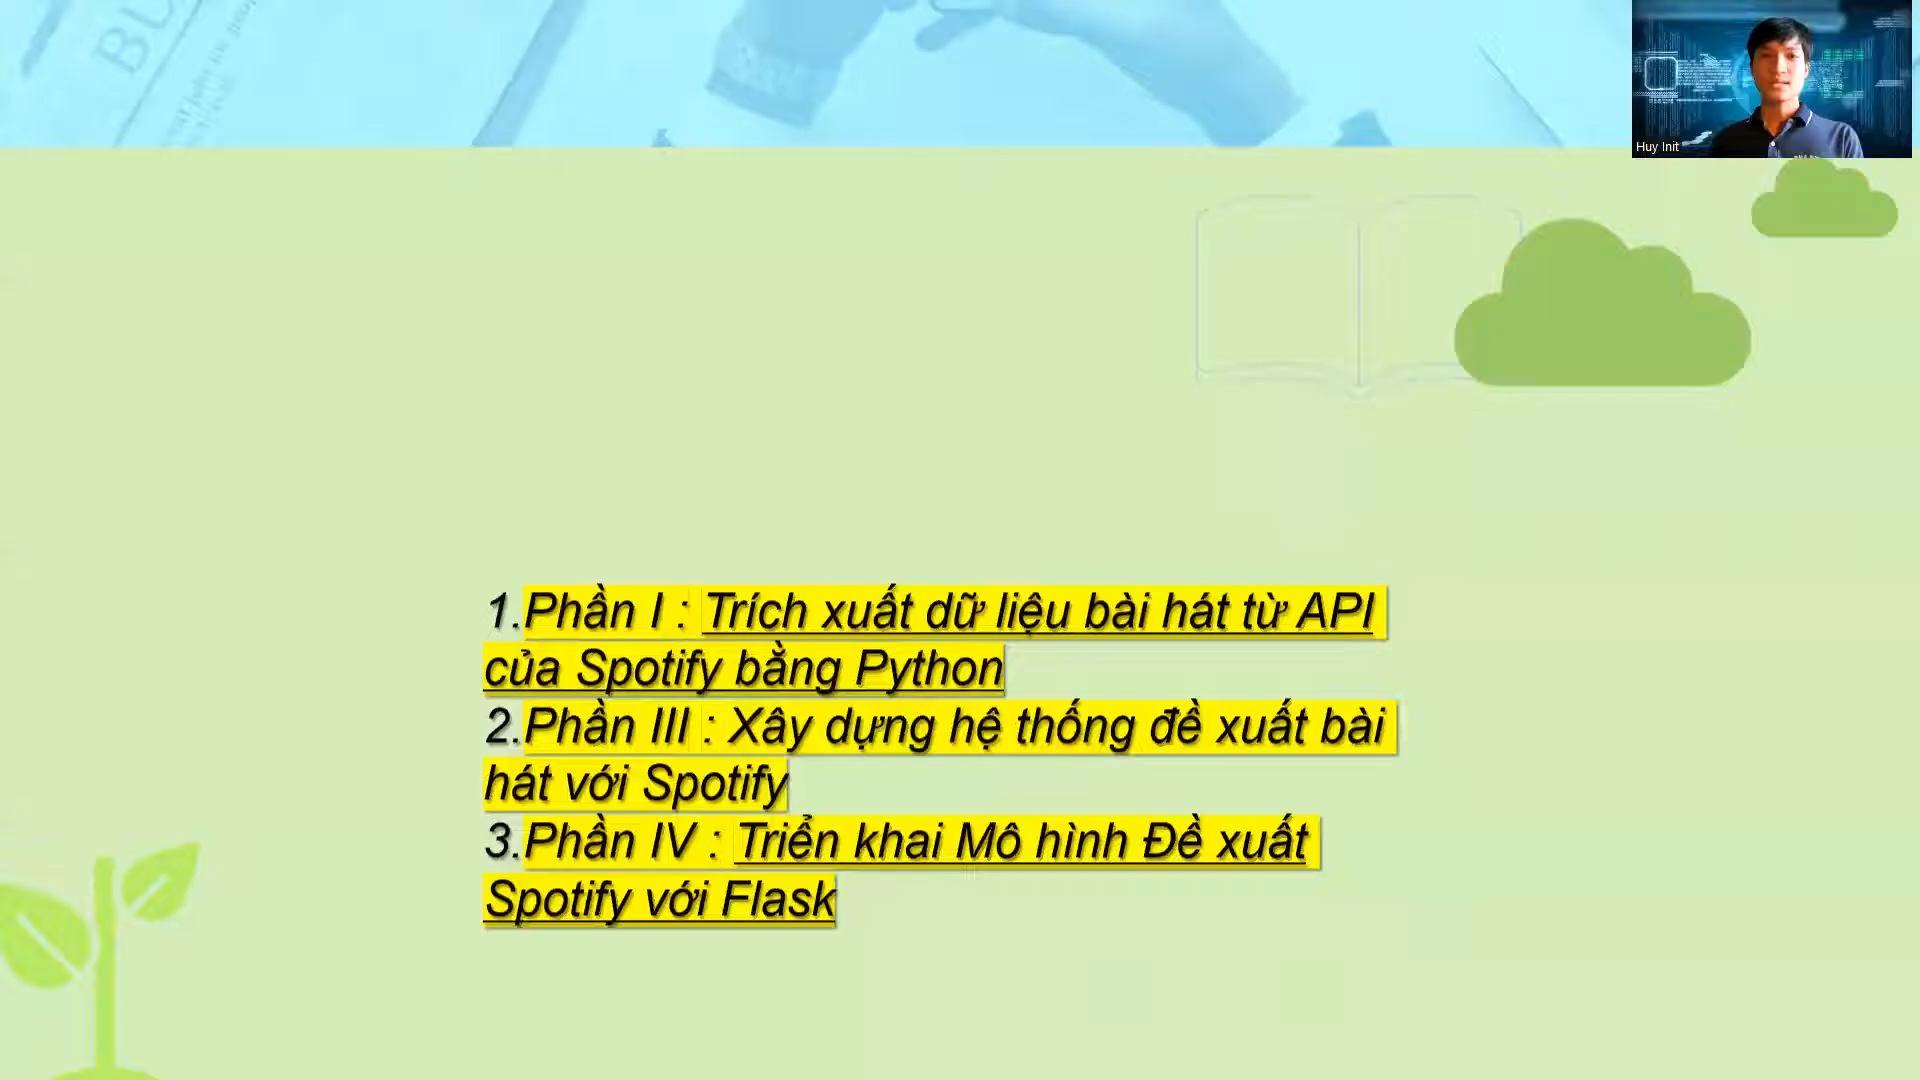 Huy Init
1.Phần I : Trích xuất dữ liệu bài hát từ API
của Spotify bằng Python
2.Phần III : Xây dựng hệ thống đề xuất bài
hát với Spotify
3.Phần IV : Triển khai Mô hình Đề xuất
Spotify với Flask